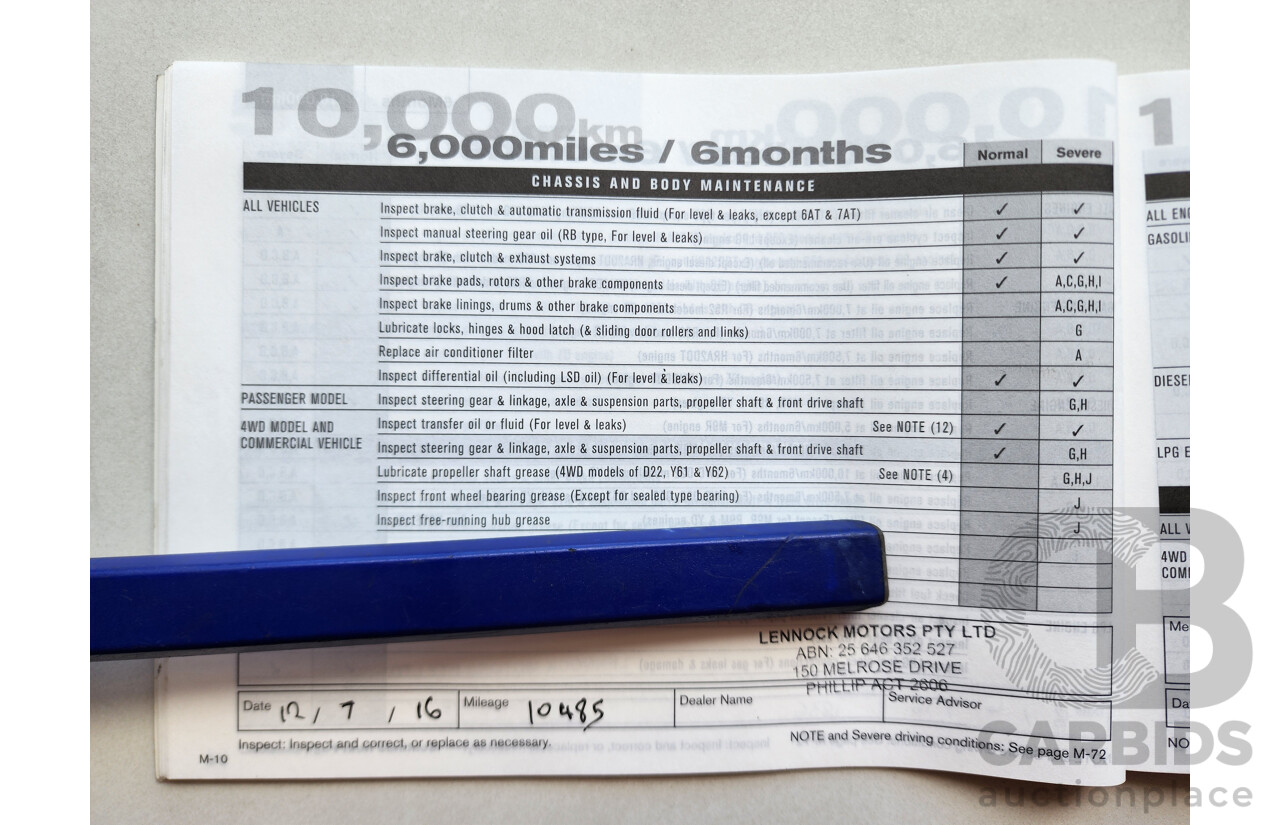 10,000km
6,000miles / 6months
Normal Severe
CHASSIS AND BODY MAINTENANCE
ALL VEHICLES Inspect brake, clutch & automatic transmission fluid (For level & leaks, except 6AT & 7AT) ✓ ✓
Inspect manual steering gear oil (RB type, For level & leaks) ✓ ✓
Inspect brake, clutch & exhaust systems ✓ ✓
Inspect brake pads, rotors & other brake components ✓ A,C,G,H,I
Inspect brake linings, drums & other brake components A,C,G,H,I
Lubricate locks, hinges & hood latch (& sliding door rollers and links) G
Replace air conditioner filter A
Inspect differential oil (including LSD oil) (For level & leaks) ✓ ✓
PASSENGER MODEL Inspect steering gear & linkage, axle & suspension parts, propeller shaft & front drive shaft G,H
4WD MODEL AND Inspect transfer oil or fluid (For level & leaks) See NOTE (12) ✓ ✓
COMMERCIAL VEHICLE Inspect steering gear & linkage, axle & suspension parts, propeller shaft & front drive shaft ✓ G,H
Lubricate propeller shaft grease (4WD models of D22, Y61 & Y62) See NOTE (4) G,H,J
Inspect front wheel bearing grease (Except for sealed type bearing) J
Inspect free-running hub grease J
LENNOCK MOTORS PTY LTD
ABN: 25 646 352 527
150 MELROSE DRIVE
PHILLIP ACT 2606
Date 12 / 7 / 16 Mileage 10485 Dealer Name Service Advisor
Inspect: Inspect and correct, or replace as necessary. NOTE and Severe driving conditions: See page M-72
M-10
1
ALL
GASOLI
DIESE
LPG E
ALL V
4WD
COM
Me
Da
NO
CARBIDS
auctionplace